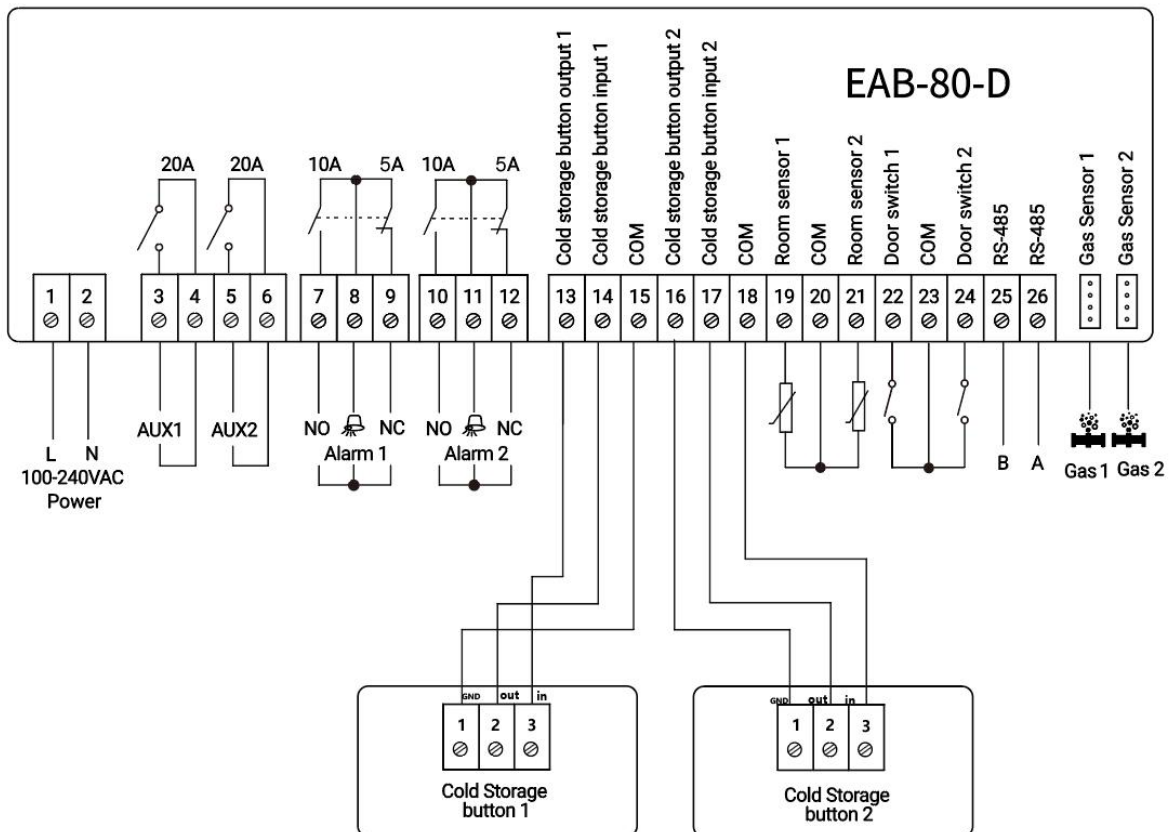 EAB-80-D
20A
20A
10A
5A
10A
5A
Cold storage button output 1
Cold storage button input 1
COM
Cold storage button output 2
Cold storage button input 2
COM
Room sensor 1
COM
Room sensor 2
Door switch 1
COM
Door switch 2
RS-485
RS-485
Gas Sensor 1
Gas Sensor 2
1 2 3 4 5 6 7 8 9 10 11 12 13 14 15 16 17 18 19 20 21 22 23 24 25 26
L N
100-240VAC
Power
AUX1
AUX2
NO NC
Alarm 1
NO NC
Alarm 2
B A
Gas 1
Gas 2
GND out in
1 2 3
Cold Storage
button 1
GND out in
1 2 3
Cold Storage
button 2